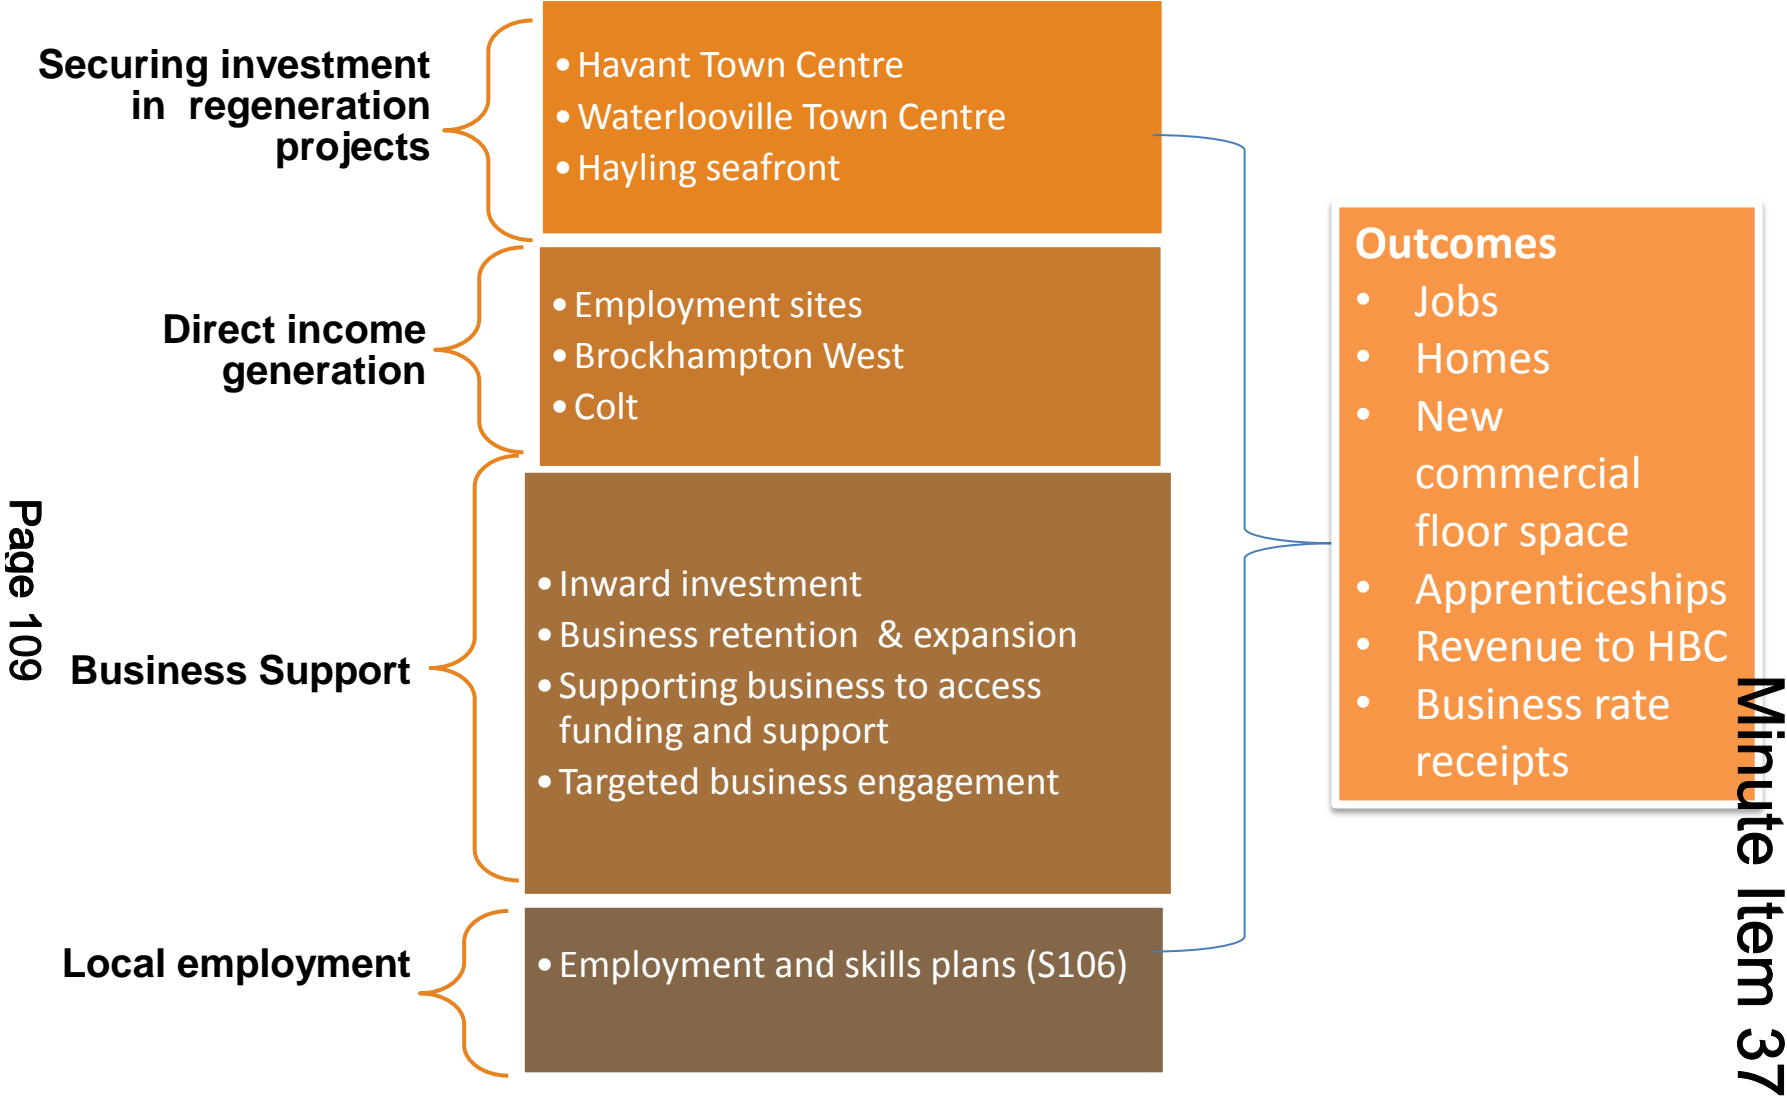 Securing investment
in regeneration
projects
• Havant Town Centre
• Waterlooville Town Centre
• Hayling seafront
Direct income
generation
• Employment sites
• Brockhampton West
• Colt
Business Support
• Inward investment
• Business retention & expansion
• Supporting business to access
funding and support
• Targeted business engagement
Local employment
• Employment and skills plans (S106)
Outcomes
• Jobs
• Homes
• New
commercial
floor space
• Apprenticeships
• Revenue to HBC
• Business rate
receipts
Page 109
Minute Item 37